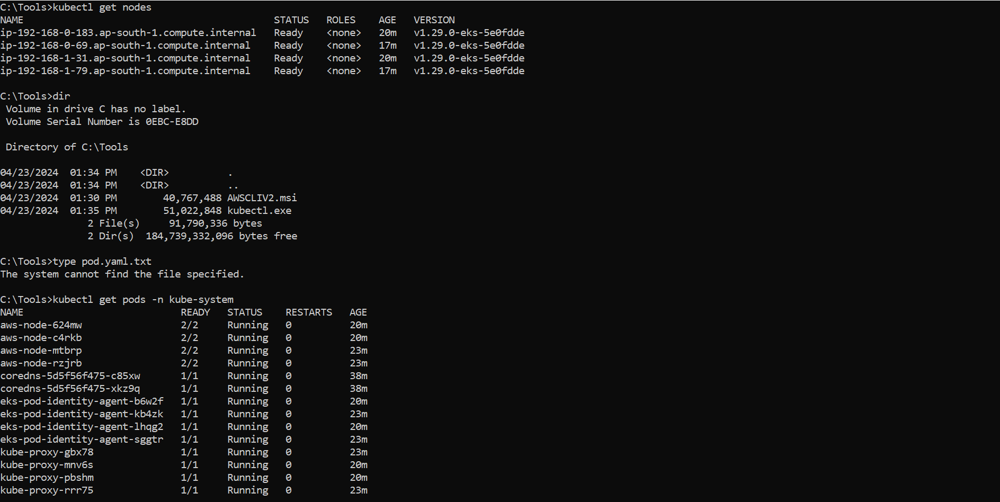 C:\Tools>kubectl get nodes
NAME STATUS ROLES AGE VERSION
ip-192-168-0-183.ap-south-1.compute.internal Ready <none> 20m v1.29.0-eks-5e0fdde
ip-192-168-0-69.ap-south-1.compute.internal Ready <none> 17m v1.29.0-eks-5e0fdde
ip-192-168-1-31.ap-south-1.compute.internal Ready <none> 20m v1.29.0-eks-5e0fdde
ip-192-168-1-79.ap-south-1.compute.internal Ready <none> 17m v1.29.0-eks-5e0fdde
C:\Tools>dir
Volume in drive C has no label.
Volume Serial Number is 0EBC-E8DD
Directory of C:\Tools
04/23/2024 01:34 PM <DIR> .
04/23/2024 01:34 PM <DIR> ..
04/23/2024 01:30 PM 40,767,488 AWSCLIV2.msi
04/23/2024 01:35 PM 51,022,848 kubectl.exe
2 File(s) 91,790,336 bytes
2 Dir(s) 184,739,332,096 bytes free
C:\Tools>type pod.yaml.txt
The system cannot find the file specified.
C:\Tools>kubectl get pods -n kube-system
NAME READY STATUS RESTARTS AGE
aws-node-624mw 2/2 Running 0 20m
aws-node-c4rkb 2/2 Running 0 20m
aws-node-mtbrp 2/2 Running 0 23m
aws-node-rzjrb 2/2 Running 0 23m
coredns-5d5f56f475-c85xw 1/1 Running 0 38m
coredns-5d5f56f475-xkz9q 1/1 Running 0 38m
eks-pod-identity-agent-b6w2f 1/1 Running 0 20m
eks-pod-identity-agent-kb4zk 1/1 Running 0 23m
eks-pod-identity-agent-lhqg2 1/1 Running 0 20m
eks-pod-identity-agent-sggtr 1/1 Running 0 23m
kube-proxy-gbx78 1/1 Running 0 23m
kube-proxy-mnv6s 1/1 Running 0 20m
kube-proxy-pbshm 1/1 Running 0 20m
kube-proxy-rrr75 1/1 Running 0 23m